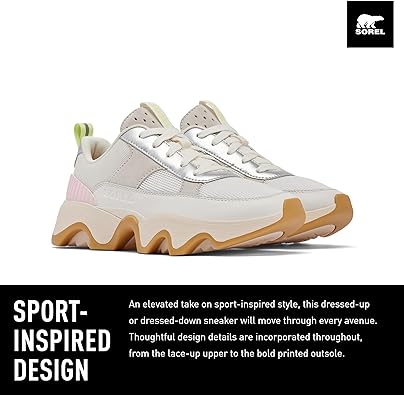 SOREL
SPORT-
INSPIRED
DESIGN
An elevated take on sport-inspired style, this dressed-up
or dressed-down sneaker will move through every avenue.
Thoughtful design details are incorporated throughout,
from the lace-up upper to the bold printed outsole.